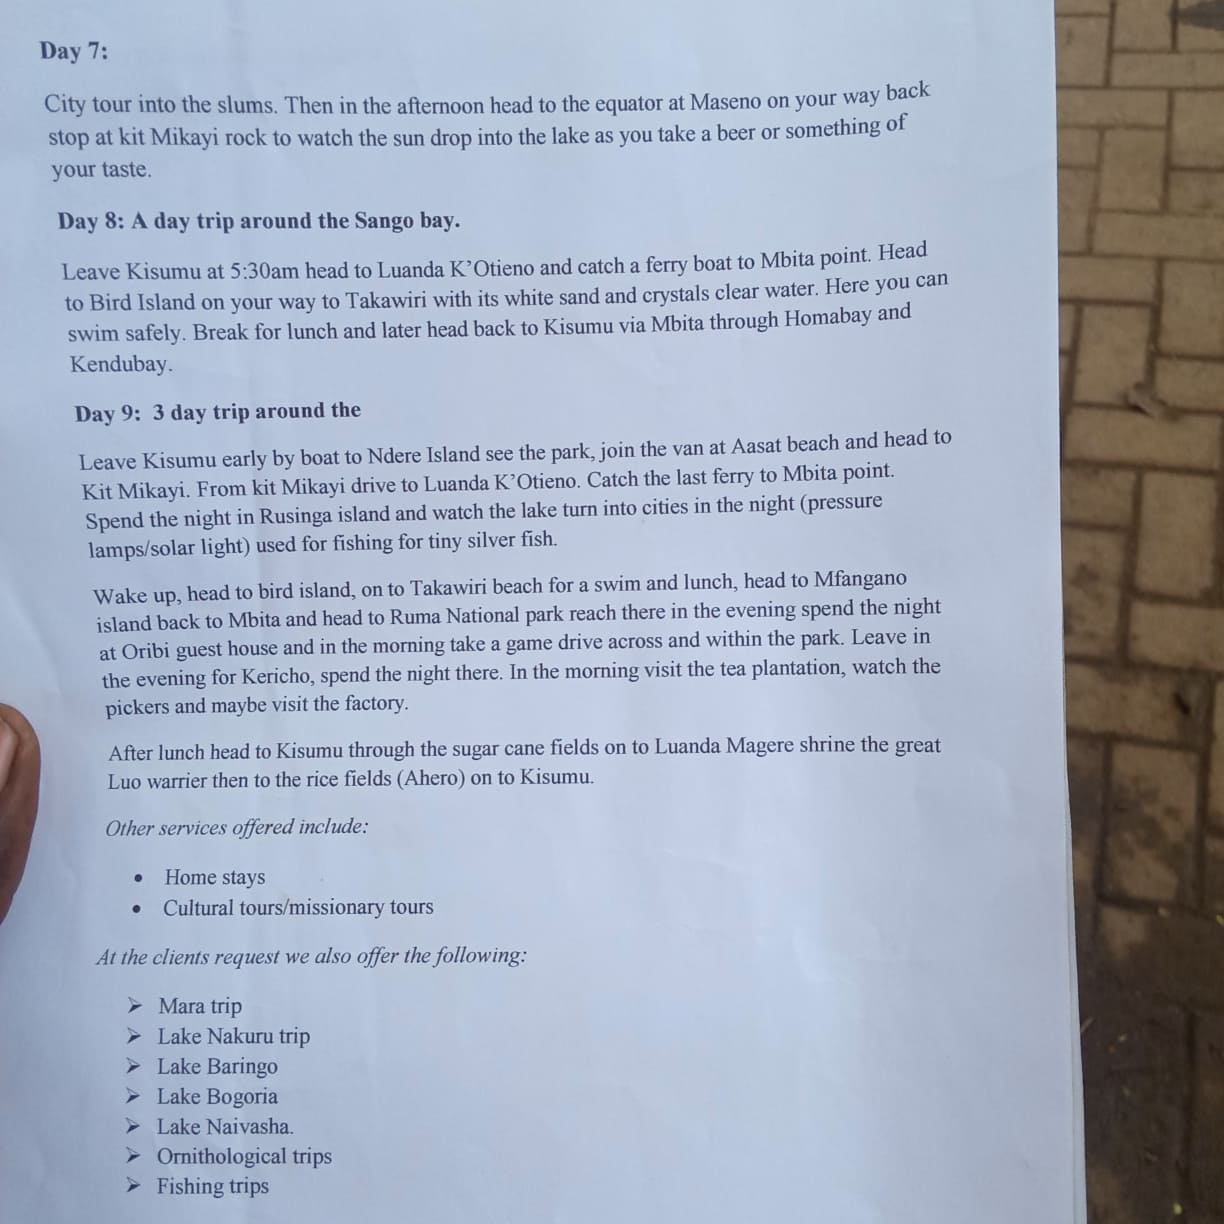 Day 7:
City tour into the slums. Then in the afternoon head to the equator at Maseno on your way back
stop at kit Mikayi rock to watch the sun drop into the lake as you take a beer or something of
your taste.
Day 8: A day trip around the Sango bay.
Leave Kisumu at 5:30am head to Luanda K’Otieno and catch a ferry boat to Mbita point. Head
to Bird Island on your way to Takawiri with its white sand and crystals clear water. Here you can
swim safely. Break for lunch and later head back to Kisumu via Mbita through Homabay and
Kendubay.
Day 9: 3 day trip around the
Leave Kisumu early by boat to Ndere Island see the park, join the van at Aasat beach and head to
Kit Mikayi. From kit Mikayi drive to Luanda K’Otieno. Catch the last ferry to Mbita point.
Spend the night in Rusinga island and watch the lake turn into cities in the night (pressure
lamps/solar light) used for fishing for tiny silver fish.
Wake up, head to bird island, on to Takawiri beach for a swim and lunch, head to Mfangano
island back to Mbita and head to Ruma National park reach there in the evening spend the night
at Oribi guest house and in the morning take a game drive across and within the park. Leave in
the evening for Kericho, spend the night there. In the morning visit the tea plantation, watch the
pickers and maybe visit the factory.
After lunch head to Kisumu through the sugar cane fields on to Luanda Magere shrine the great
Luo warrier then to the rice fields (Ahero) on to Kisumu.
Other services offered include:
• Home stays
• Cultural tours/missionary tours
At the clients request we also offer the following:
➢ Mara trip
➢ Lake Nakuru trip
➢ Lake Baringo
➢ Lake Bogoria
➢ Lake Naivasha.
➢ Ornithological trips
➢ Fishing trips